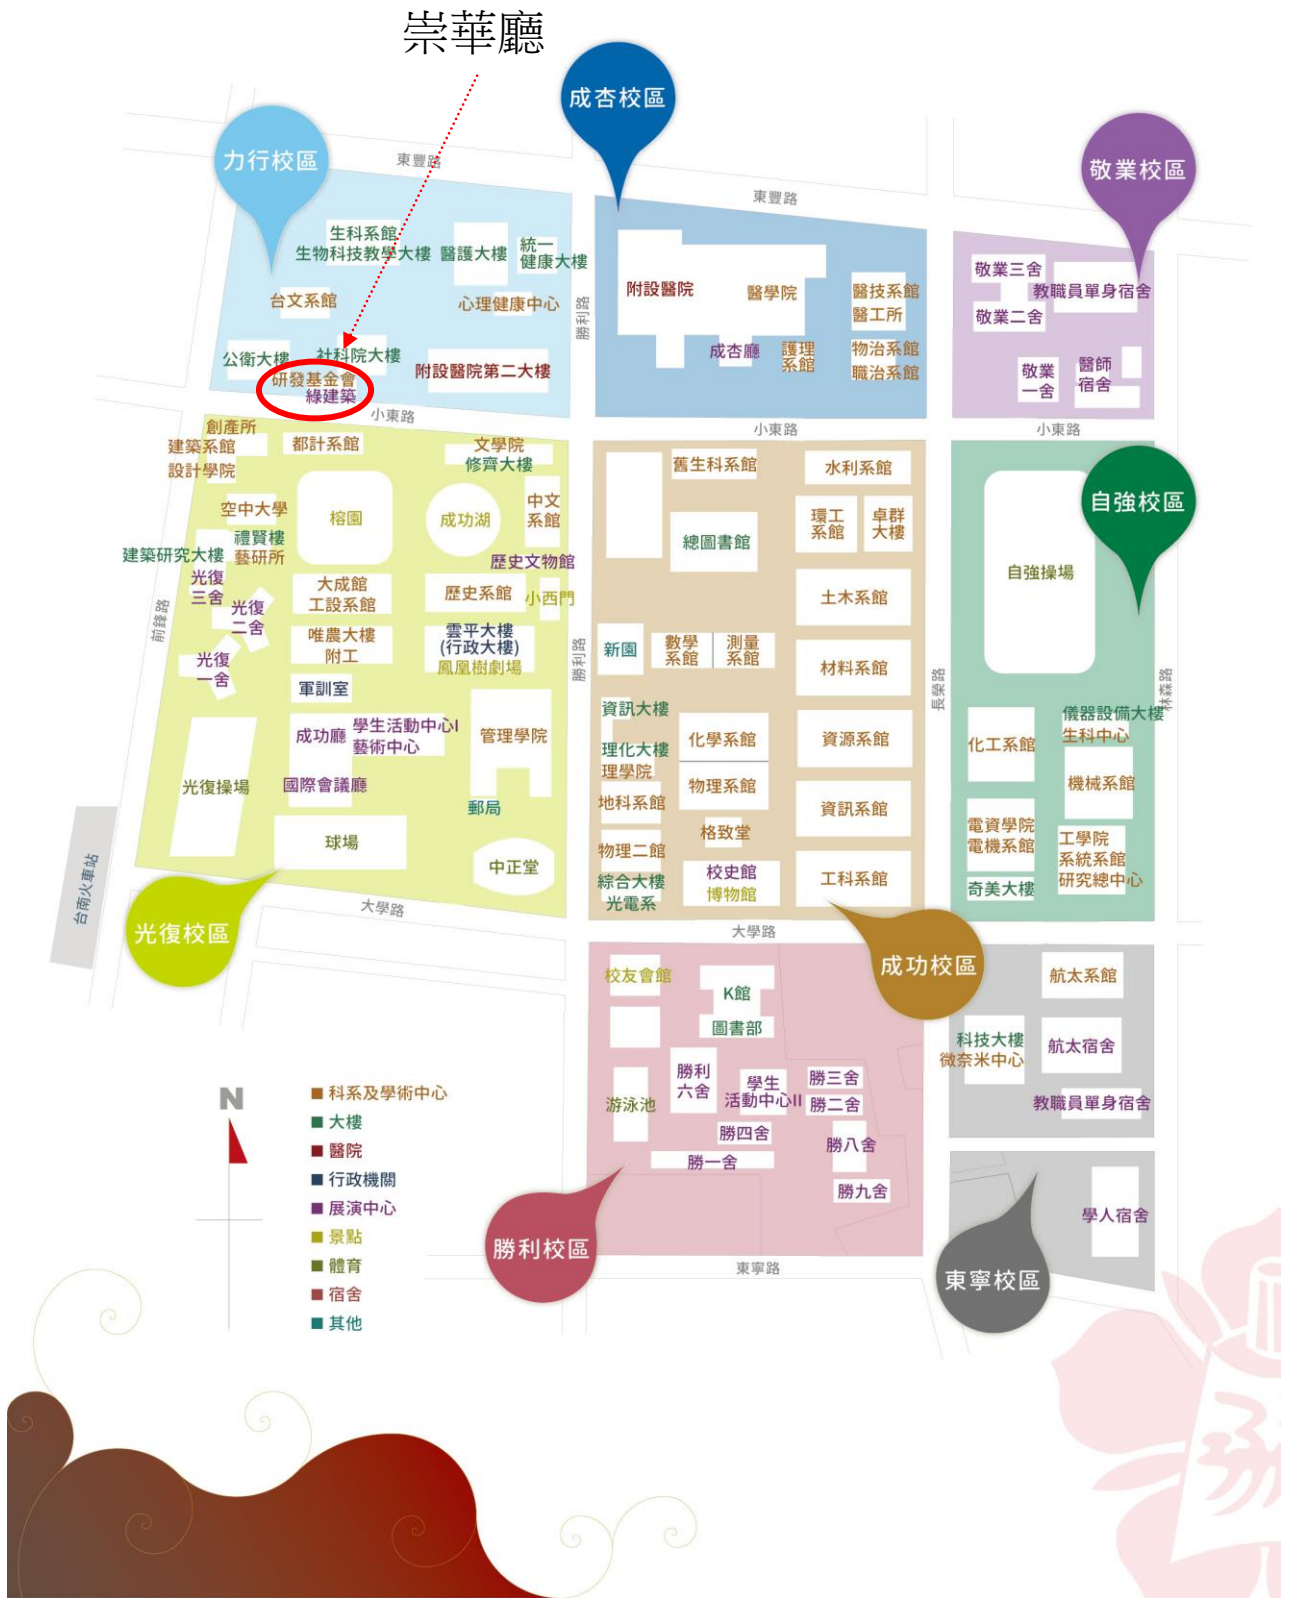 崇華廳
成杏校區
力行校區
敬業校區
東豐路
東豐路
生科系館
生物科技教學大樓
醫護大樓
統一
健康大樓
台文系館
心理健康中心
公衛大樓
社科院大樓
研發基金會
綠建築
附設醫院第二大樓
勝利路
附設醫院
醫學院
醫技系館
醫工所
成杏廳
護理
系館
物治系館
職治系館
敬業三舍
教職員單身宿舍
敬業二舍
敬業
一舍
醫師
宿舍
小東路
小東路
小東路
創產所
建築系館
設計學院
都計系館
文學院
修齊大樓
空中大學
榕園
成功湖
中文
系館
禮賢樓
建築研究大樓
藝研所
歷史文物館
光復
三舍
大成館
工設系館
歷史系館
小西門
光復
二舍
唯農大樓
附工
雲平大樓
(行政大樓)
鳳凰樹劇場
光復
一舍
軍訓室
前鋒路
勝利路
成功廳
學生活動中心I
藝術中心
管理學院
光復操場
國際會議廳
郵局
球場
中正堂
台南火車站
光復校區
大學路
舊生科系館
水利系館
總圖書館
環工
系館
卓群
大樓
土木系館
新園
數學
系館
測量
系館
材料系館
長榮路
資訊大樓
理化大樓
理學院
化學系館
資源系館
物理系館
地科系館
資訊系館
格致堂
物理二館
綜合大樓
光電系
校史館
博物館
工科系館
大學路
成功校區
自強校區
自強操場
林森路
儀器設備大樓
生科中心
化工系館
機械系館
電資學院
電機系館
工學院
系統系館
研究總中心
奇美大樓
校友會館
K館
圖書部
游泳池
勝利
六舍
學生
活動中心II
勝三舍
勝二舍
勝四舍
勝一舍
勝八舍
勝九舍
勝利校區
東寧路
航太系館
科技大樓
微奈米中心
航太宿舍
教職員單身宿舍
學人宿舍
東寧校區
N
科系及學術中心
大樓
醫院
行政機關
展演中心
景點
體育
宿舍
其他